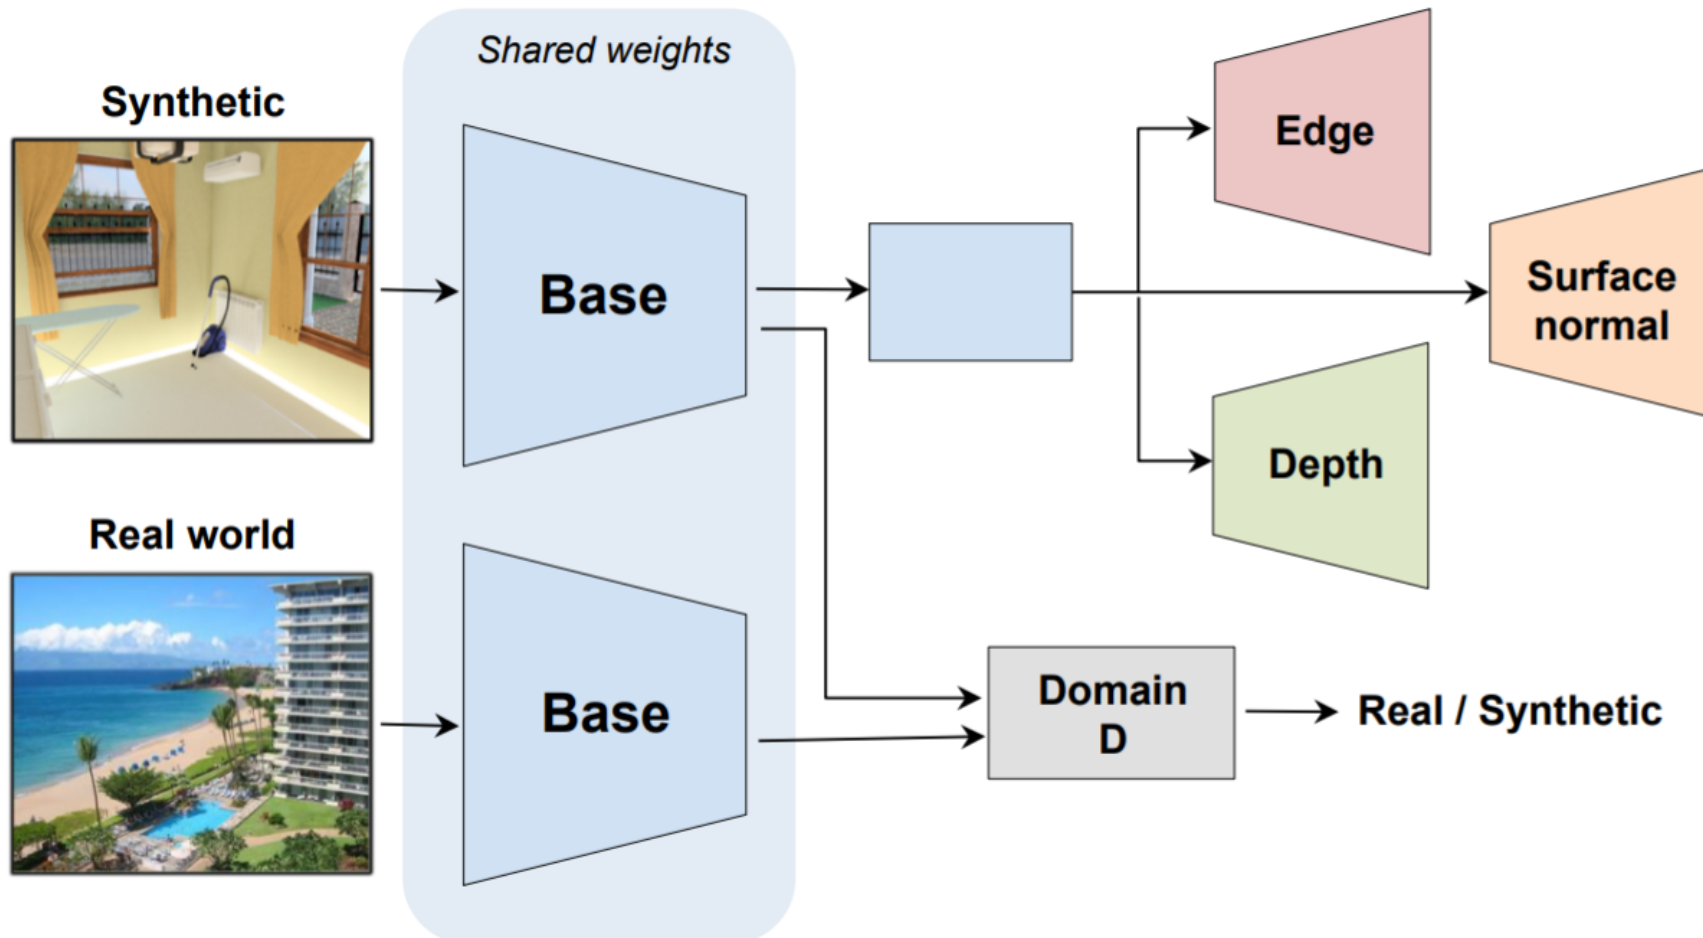 Shared weights
Synthetic
Base
Edge
Surface
normal
Depth
Real world
Base
Domain
D
Real / Synthetic